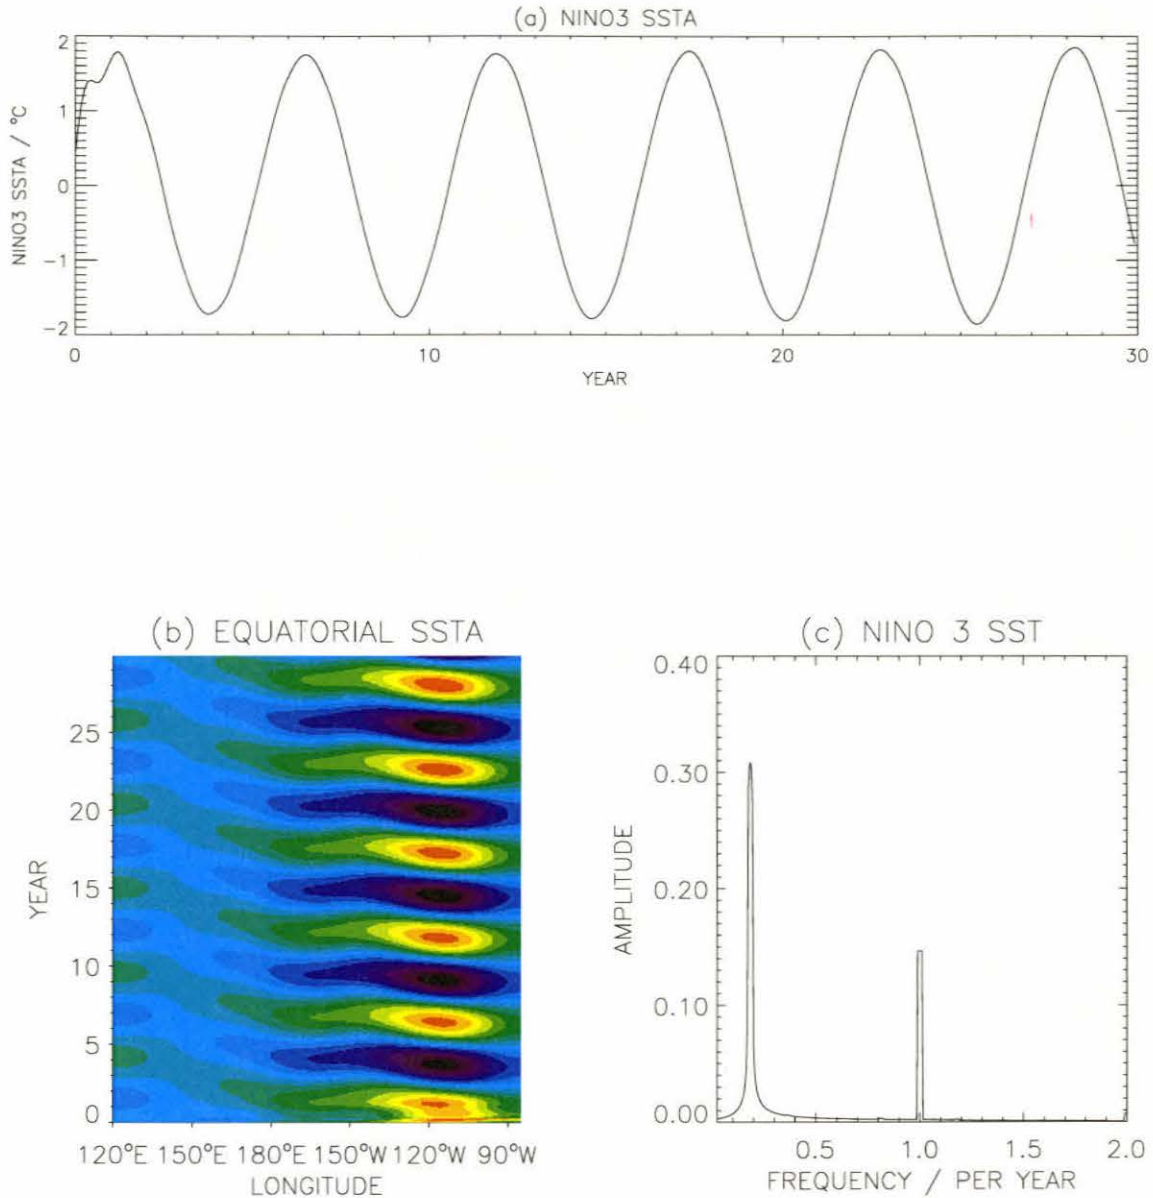 (a) NINO3 SSTA
NINO3 SSTA / °C
2
1
0
-1
-2
0
10
20
30
YEAR
(b) EQUATORIAL SSTA
YEAR
25
20
15
10
5
0
120°E 150°E 180°E 150°W 120°W 90°W
LONGITUDE
(c) NINO 3 SST
AMPLITUDE
0.40
0.30
0.20
0.10
0.00
0.5
1.0
1.5
2.0
FREQUENCY / PER YEAR